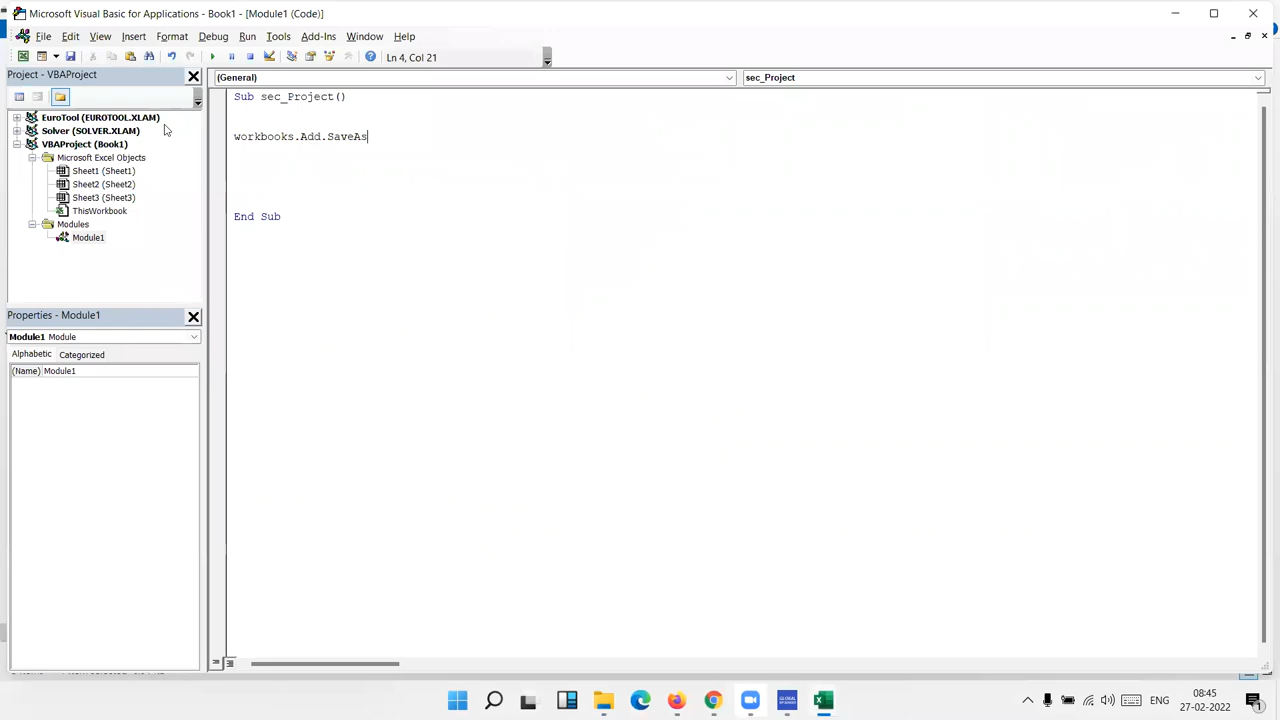 Microsoft Visual Basic for Applications - Book1 - [Module1 (Code)]
File Edit View Insert Format Debug Run Tools Add-Ins Window Help
Ln 4, Col 21
Project - VBAProject
(General)
sec_Project
EuroTool (EUROTOOL.XLAM)
Solver (SOLVER.XLAM)
VBAProject (Book1)
Microsoft Excel Objects
Sheet1 (Sheet1)
Sheet2 (Sheet2)
Sheet3 (Sheet3)
ThisWorkbook
Modules
Module1
Sub sec_Project()
workbooks.Add.SaveAs
End Sub
Properties - Module1
Module1 Module
Alphabetic Categorized
(Name) Module1
ENG
08:45
27-02-2022